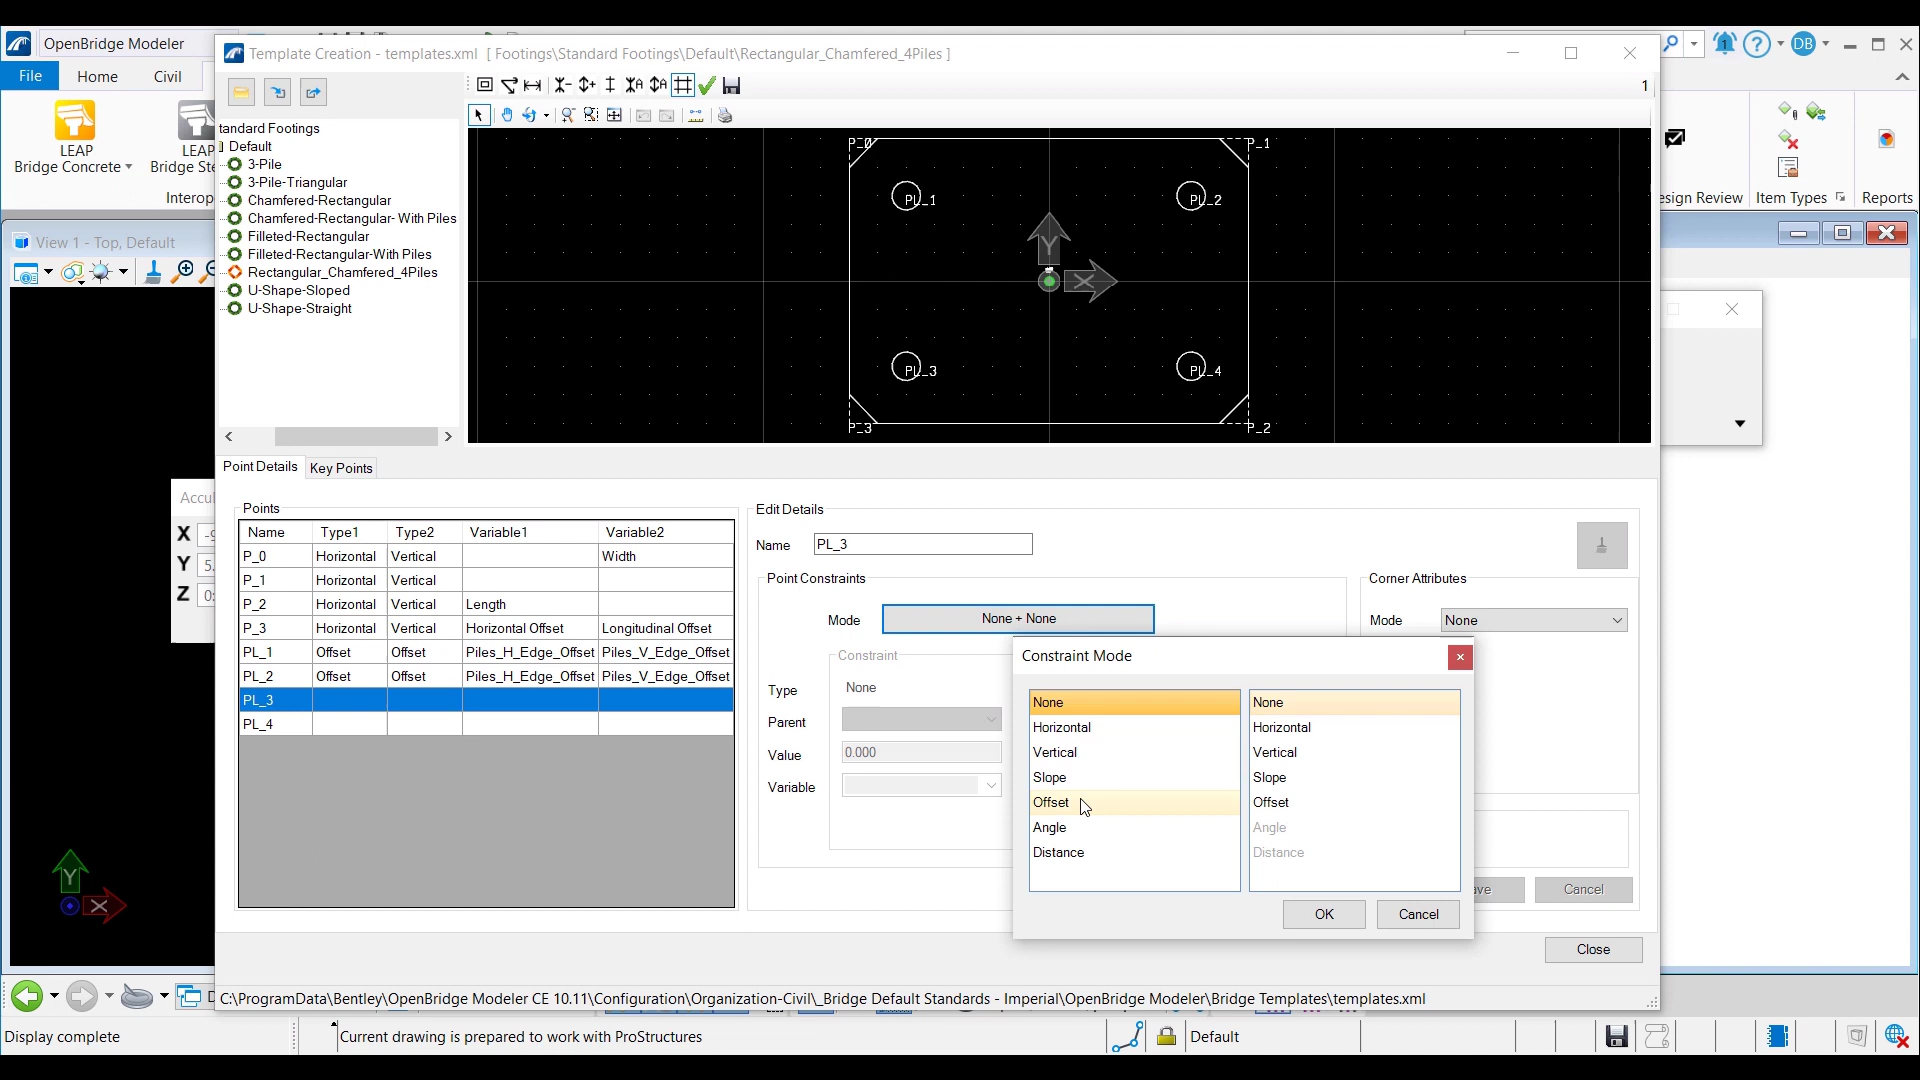 OpenBridge Modeler
Template Creation - templates.xml [ Footings\Standard Footings\Default\Rectangular_Chamfered_4Piles ]
DB
File
Home
Civil
1
LEAP
Bridge Concrete
LEAP
Bridge Ste
Interop
esign Review
Item Types
Reports
tandard Footings
Default
3-Pile
3-Pile-Triangular
Chamfered-Rectangular
Chamfered-Rectangular- With Piles
Filleted-Rectangular
Filleted-Rectangular-With Piles
Rectangular_Chamfered_4Piles
U-Shape-Sloped
U-Shape-Straight
P_0
P_1
PL_1
PL_2
Y
X
PL_3
PL_4
P_3
P_2
View 1 - Top, Default
Point Details
Key Points
Accu
X
Y
5.
Z
Y
X
Points
Name Type1 Type2 Variable1 Variable2
P_0 Horizontal Vertical Width
P_1 Horizontal Vertical
P_2 Horizontal Vertical Length
P_3 Horizontal Vertical Horizontal Offset Longitudinal Offset
PL_1 Offset Offset Piles_H_Edge_Offset Piles_V_Edge_Offset
PL_2 Offset Offset Piles_H_Edge_Offset Piles_V_Edge_Offset
PL_3
PL_4
Edit Details
Name PL_3
Point Constraints
Mode None + None
Constraint
Type None
Parent
Value 0.000
Variable
Corner Attributes
Mode None
Constraint Mode
None None
Horizontal Horizontal
Vertical Vertical
Slope Slope
Offset Offset
Angle Angle
Distance Distance
OK Cancel
ve
Cancel
Close
C:\ProgramData\Bentley\OpenBridge Modeler CE 10.11\Configuration\Organization-Civil\_Bridge Default Standards - Imperial\OpenBridge Modeler\Bridge Templates\templates.xml
Display complete
Current drawing is prepared to work with ProStructures
Default